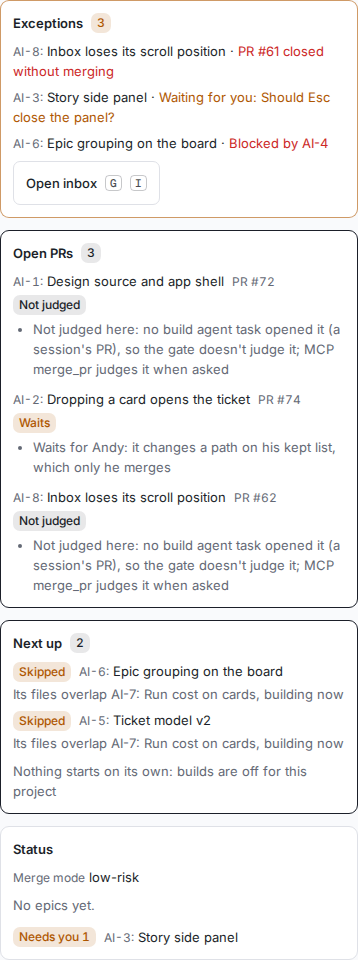 Exceptions 3
AI-8: Inbox loses its scroll position · PR #61 closed
without merging
AI-3: Story side panel · Waiting for you: Should Esc
close the panel?
AI-6: Epic grouping on the board · Blocked by AI-4
Open inbox G I
Open PRs 3
AI-1: Design source and app shell PR #72
Not judged
• Not judged here: no build agent task opened it (a
session's PR), so the gate doesn't judge it; MCP
merge_pr judges it when asked
AI-2: Dropping a card opens the ticket PR #74
Waits
• Waits for Andy: it changes a path on his kept list,
which only he merges
AI-8: Inbox loses its scroll position PR #62
Not judged
• Not judged here: no build agent task opened it (a
session's PR), so the gate doesn't judge it; MCP
merge_pr judges it when asked
Next up 2
Skipped AI-6: Epic grouping on the board
Its files overlap AI-7: Run cost on cards, building now
Skipped AI-5: Ticket model v2
Its files overlap AI-7: Run cost on cards, building now
Nothing starts on its own: builds are off for this
project
Status
Merge mode low-risk
No epics yet.
Needs you 1 AI-3: Story side panel